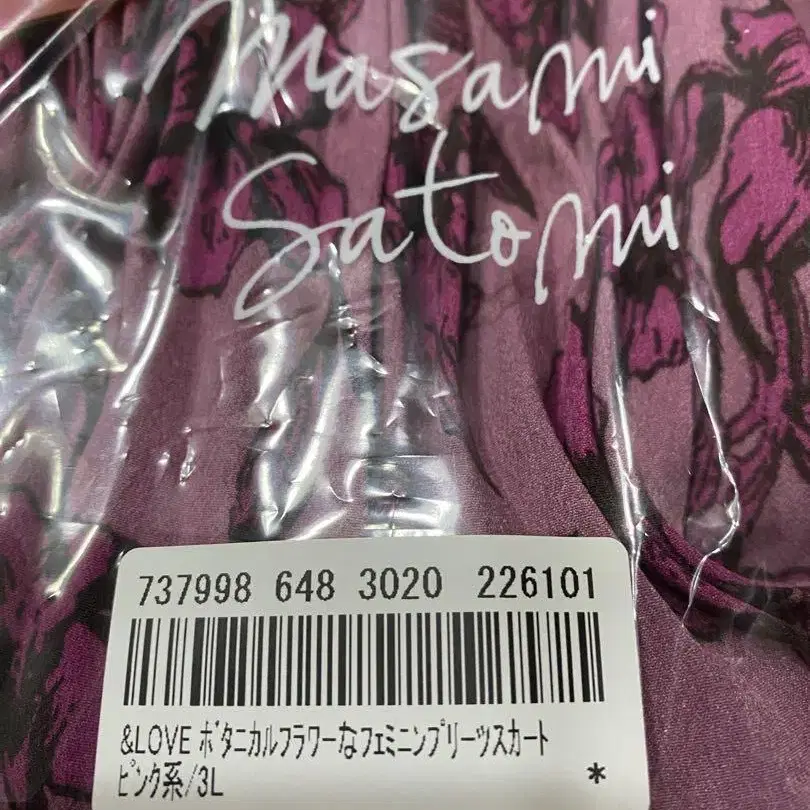 Masami
Satomi
737998 648 3020 226101
&LOVE ボタニカルフラワーなフェミニンプリーツスカート
ピンク系/3L *